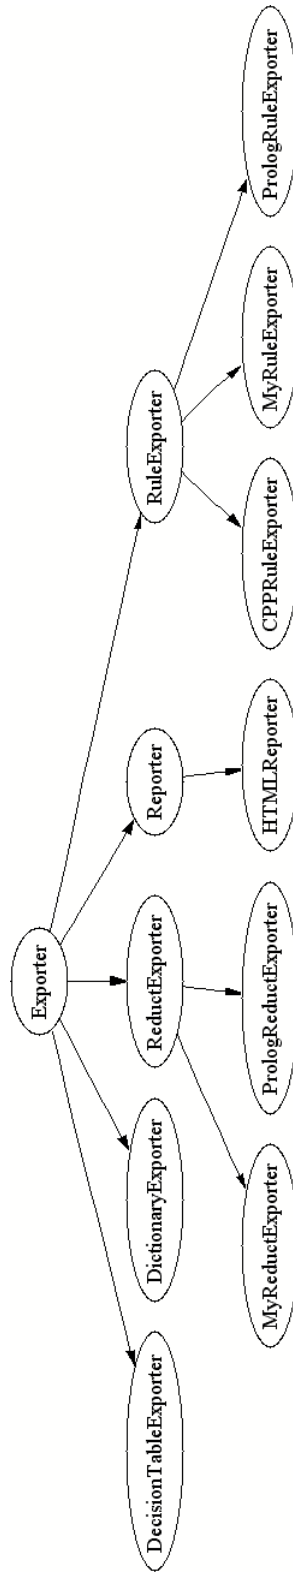 Exporter
DecisionTableExporter
DictionaryExporter
ReductExporter
Reporter
RuleExporter
MyReductExporter
PrologReductExporter
HTMLReporter
CPPRuleExporter
MyRuleExporter
PrologRuleExporter